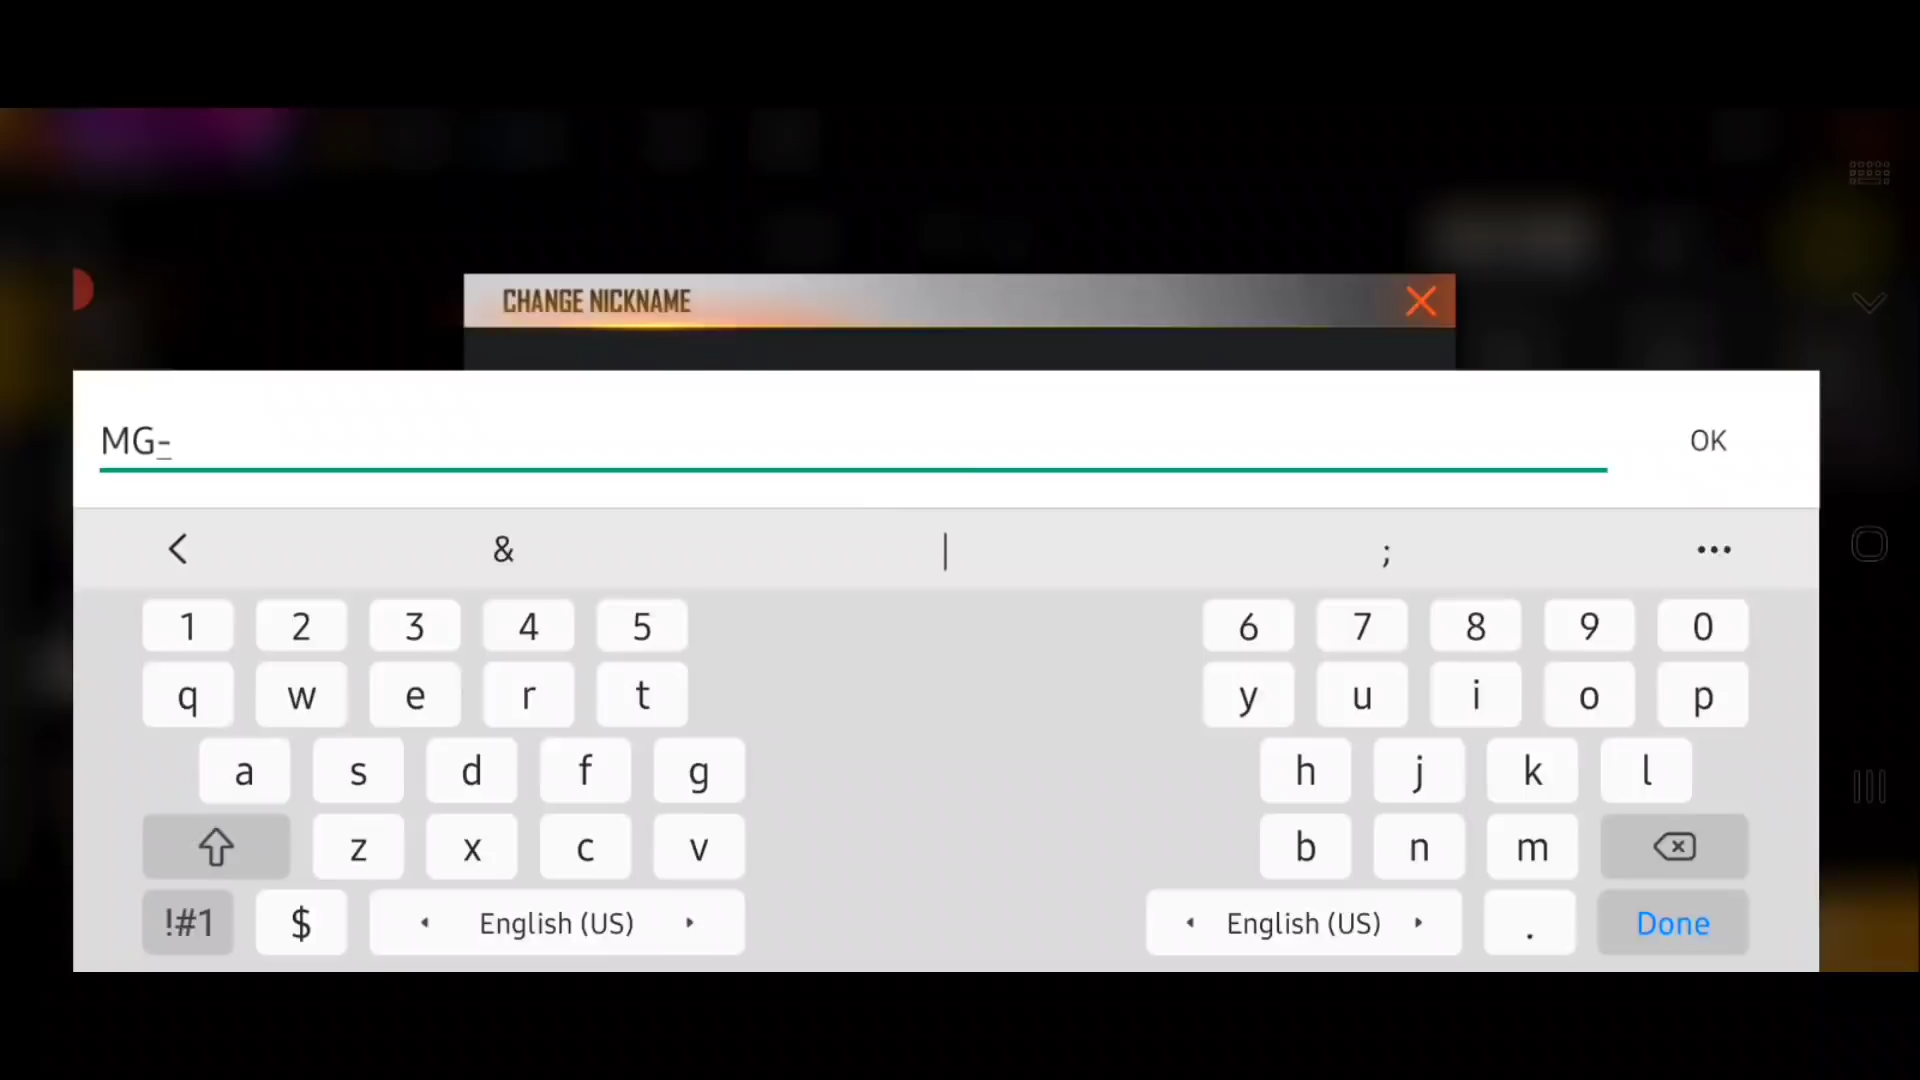 CHANGE NICKNAME
MG-
OK
& | ;
1 2 3 4 5 6 7 8 9 0
q w e r t y u i o p
a s d f g h j k l
z x c v b n m
!#1 $ English (US) English (US) . Done